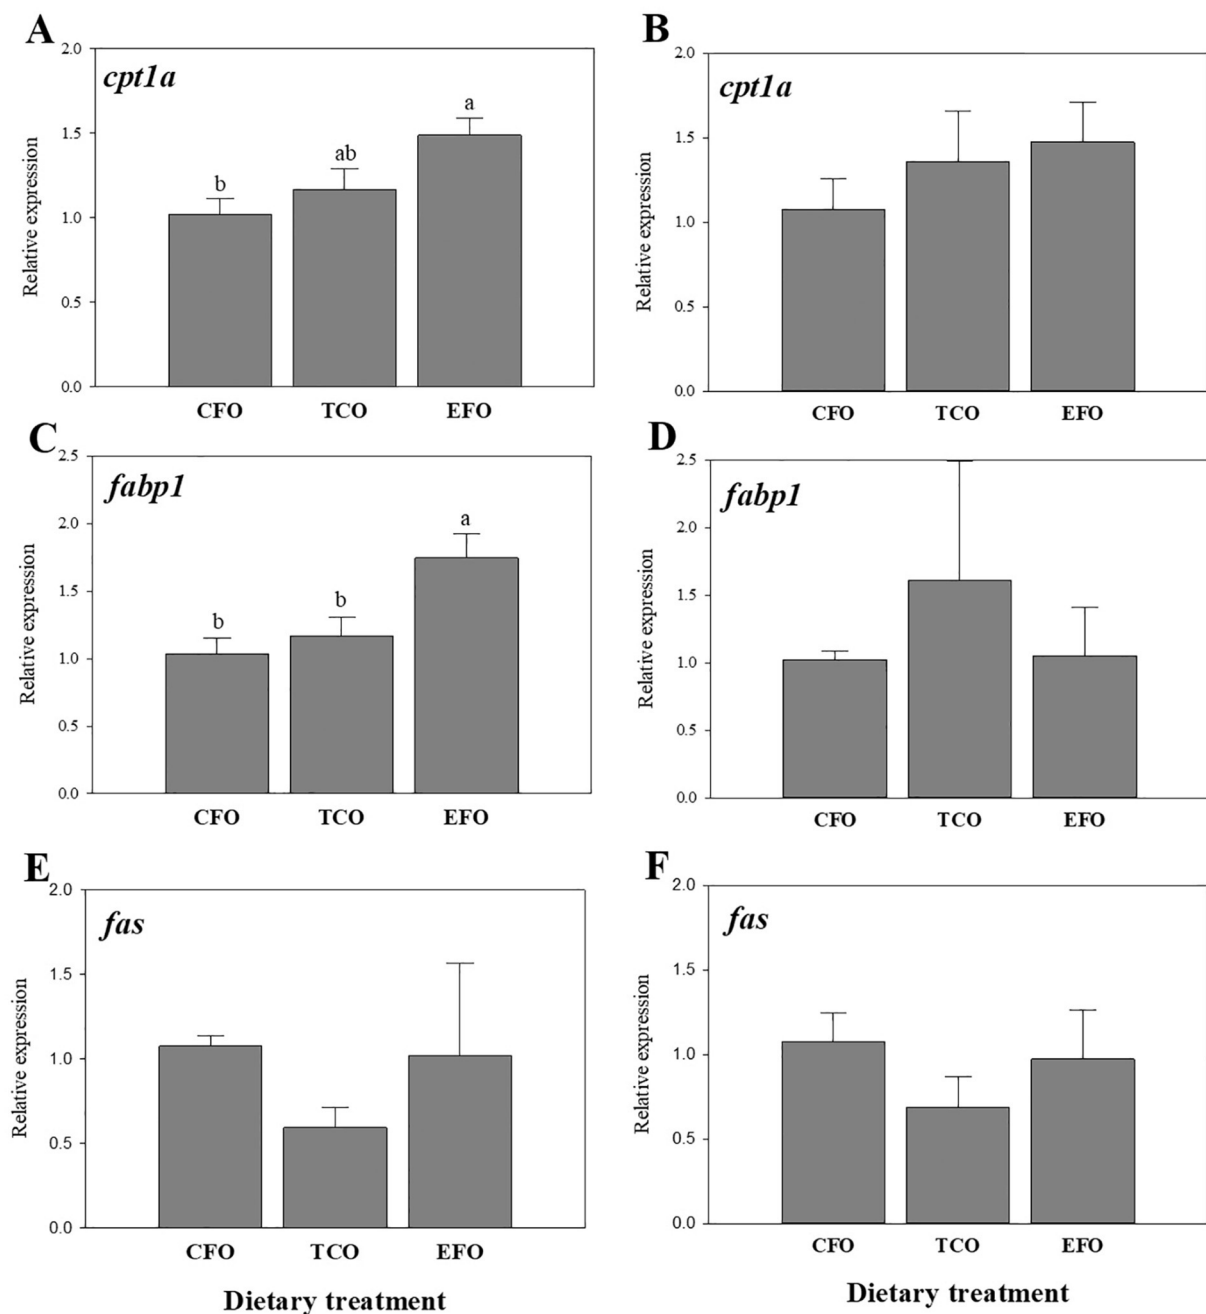 A
cpt1a
Relative expression
2.0
1.5
1.0
0.5
0.0
b
ab
a
CFO TCO EFO
B
cpt1a
Relative expression
2.0
1.5
1.0
0.5
0.0
CFO TCO EFO
C
fabp1
Relative expression
2.5
2.0
1.5
1.0
0.5
0.0
b
b
a
CFO TCO EFO
D
fabp1
Relative expression
2.5
2.0
1.5
1.0
0.5
0.0
CFO TCO EFO
E
fas
Relative expression
2.0
1.5
1.0
0.5
0.0
CFO TCO EFO
Dietary treatment
F
fas
Relative expression
2.0
1.5
1.0
0.5
0.0
CFO TCO EFO
Dietary treatment